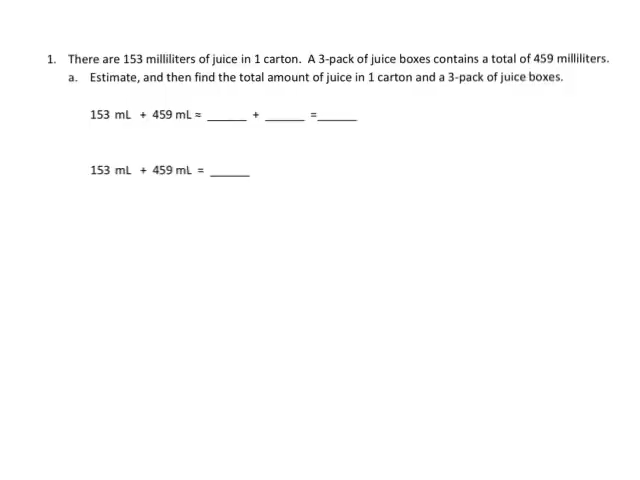 1. There are 153 milliliters of juice in 1 carton. A 3-pack of juice boxes contains a total of 459 milliliters.
a. Estimate, and then find the total amount of juice in 1 carton and a 3-pack of juice boxes.
153 mL + 459 mL ≈ ______ + ______ =______
153 mL + 459 mL = ______